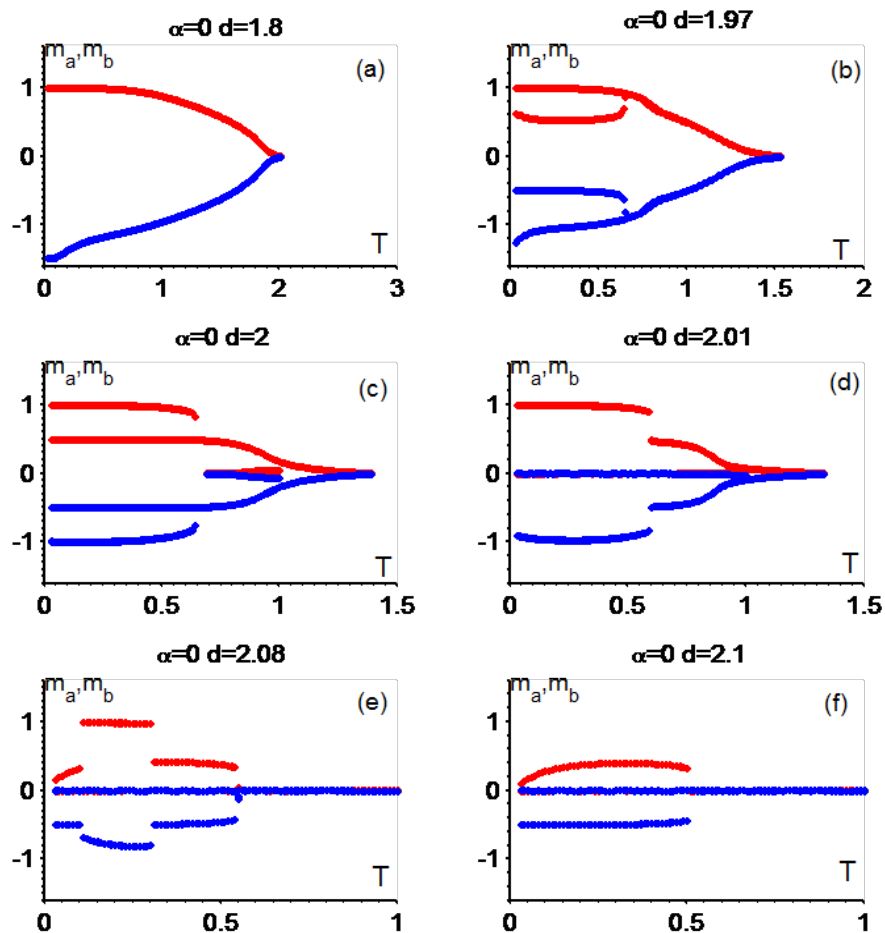 α=0 d=1.8
m_a,m_b
(a)
1
0
-1
T
0 1 2 3
α=0 d=1.97
m_a,m_b
(b)
1
0
-1
T
0 0.5 1 1.5 2
α=0 d=2
m_a,m_b
(c)
1
0
-1
T
0 0.5 1 1.5
α=0 d=2.01
m_a,m_b
(d)
1
0
-1
T
0 0.5 1 1.5
α=0 d=2.08
m_a,m_b
(e)
1
0
-1
T
0 0.5 1
α=0 d=2.1
m_a,m_b
(f)
1
0
-1
T
0 0.5 1